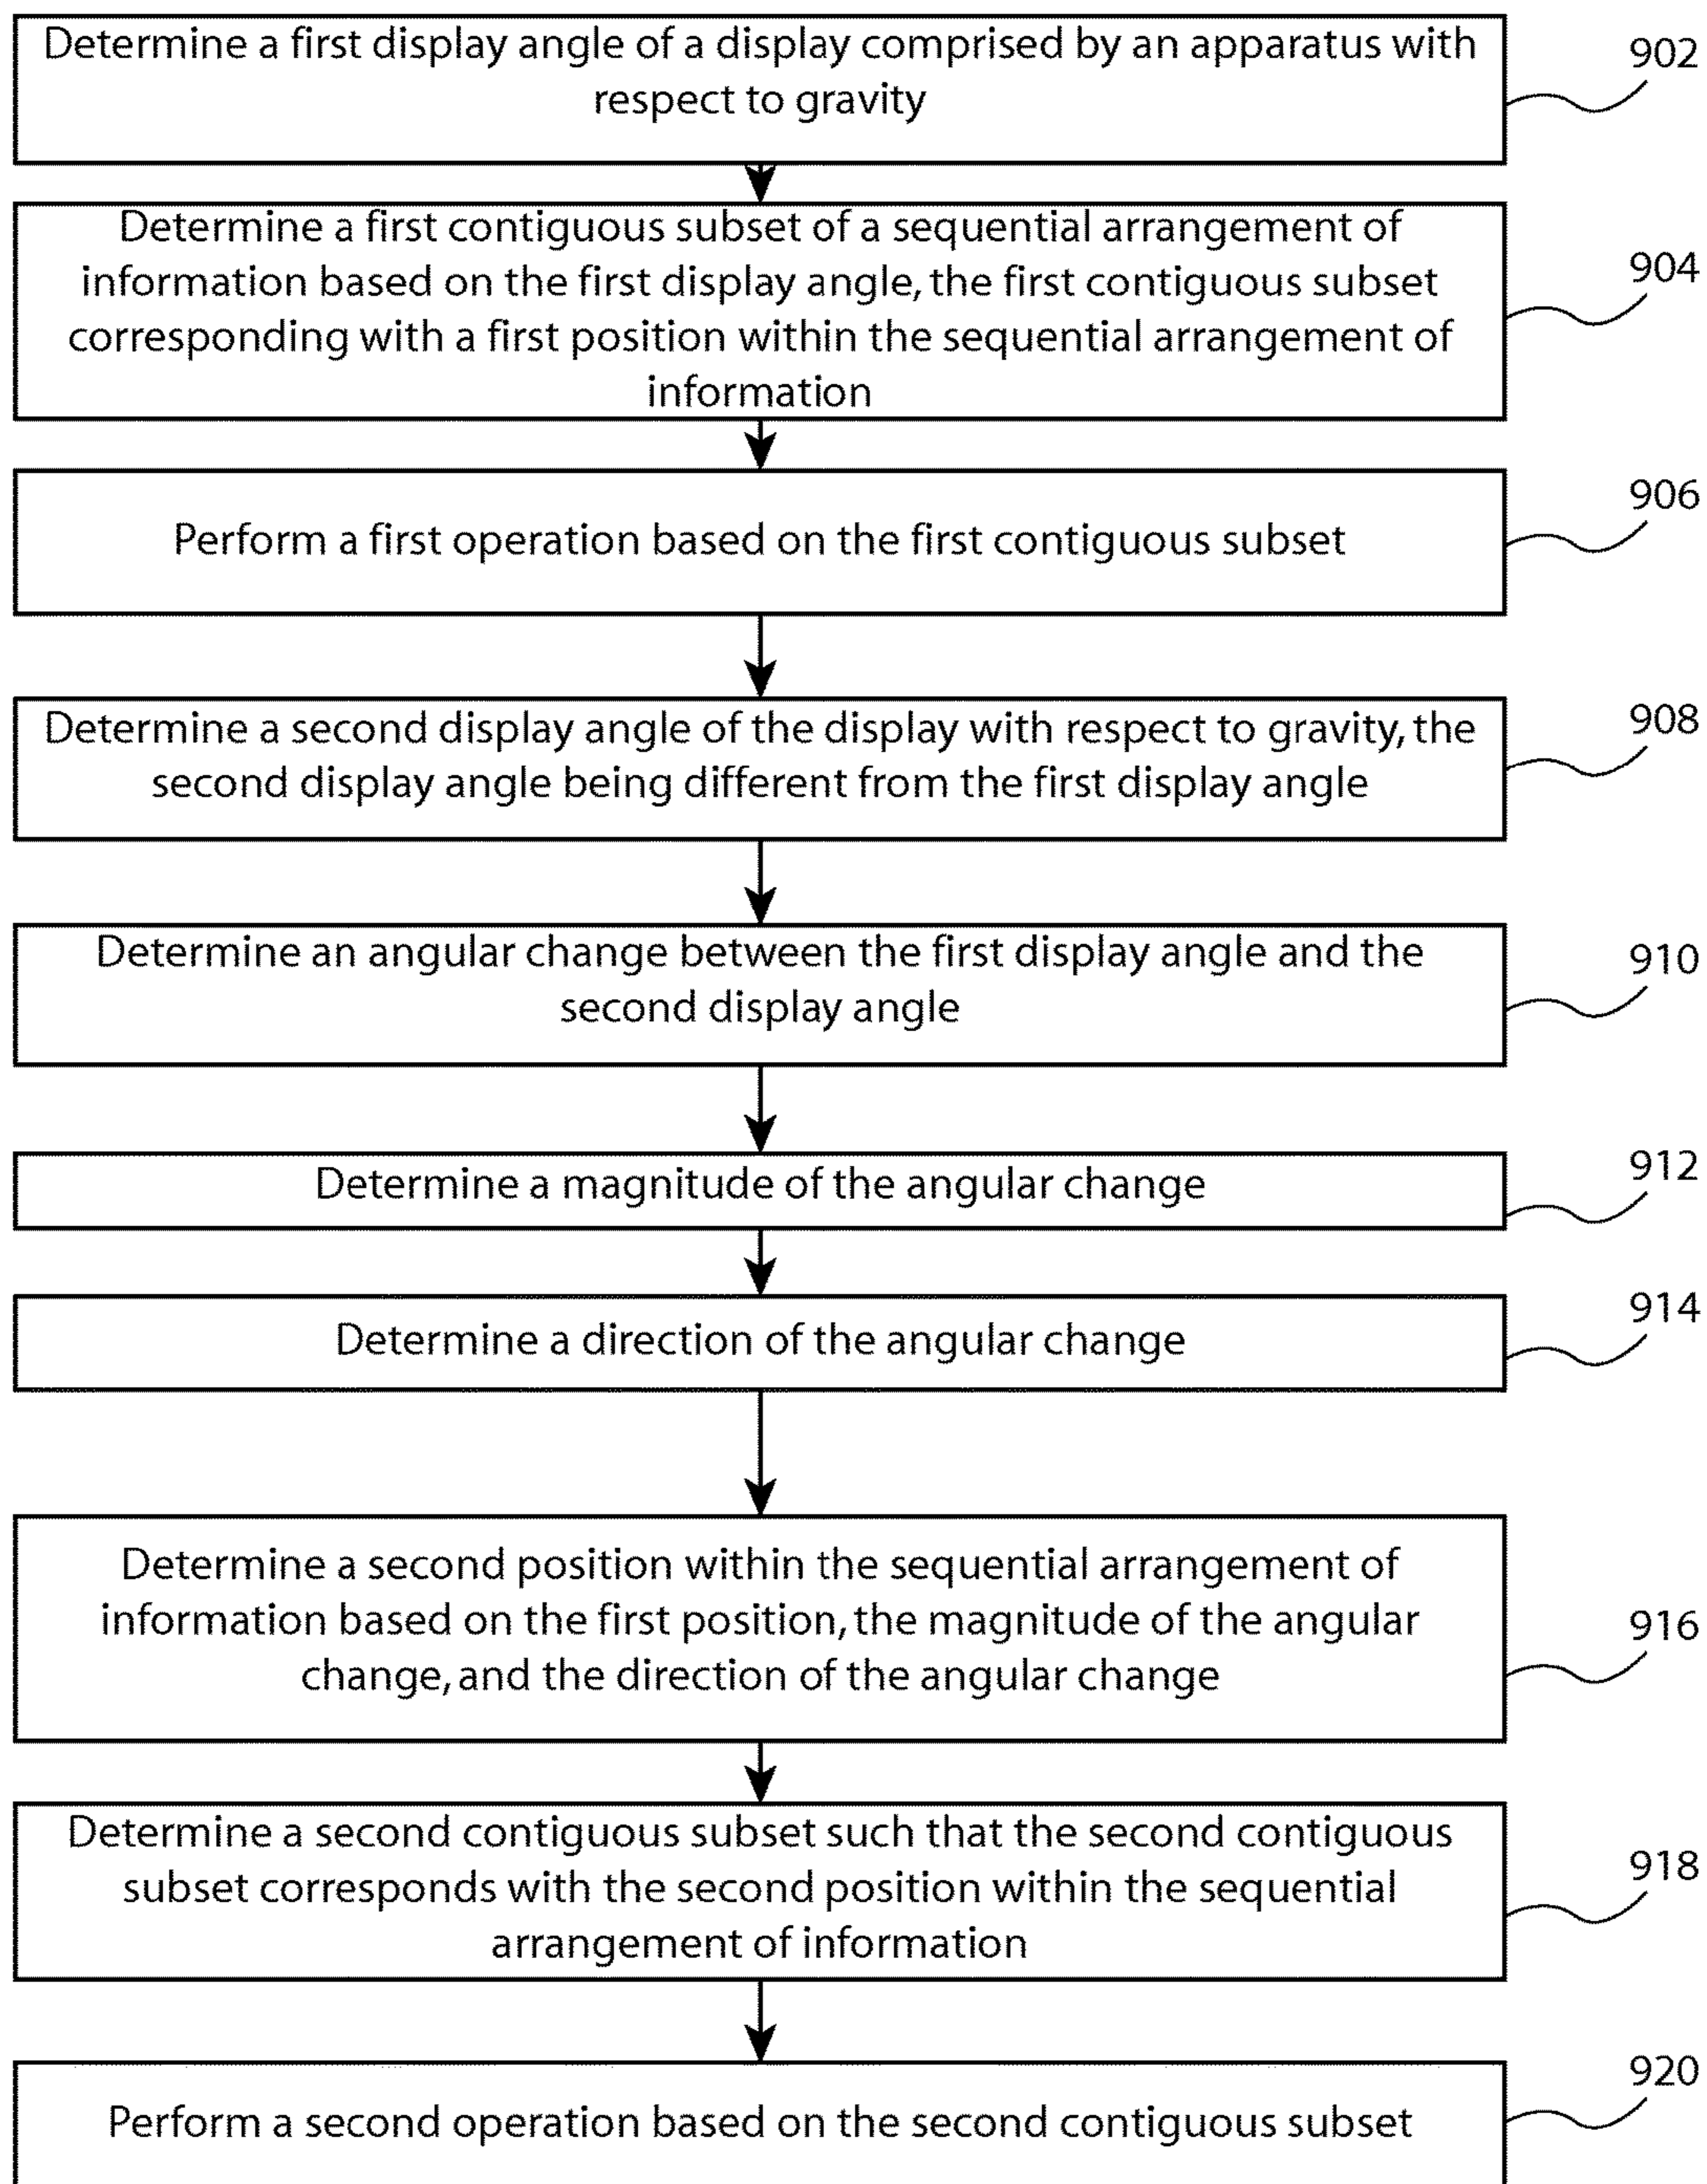 Determine a first display angle of a display comprised by an apparatus with
respect to gravity
902
Determine a first contiguous subset of a sequential arrangement of
information based on the first display angle, the first contiguous subset
corresponding with a first position within the sequential arrangement of
information
904
Perform a first operation based on the first contiguous subset
906
Determine a second display angle of the display with respect to gravity, the
second display angle being different from the first display angle
908
Determine an angular change between the first display angle and the
second display angle
910
Determine a magnitude of the angular change
912
Determine a direction of the angular change
914
Determine a second position within the sequential arrangement of
information based on the first position, the magnitude of the angular
change, and the direction of the angular change
916
Determine a second contiguous subset such that the second contiguous
subset corresponds with the second position within the sequential
arrangement of information
918
Perform a second operation based on the second contiguous subset
920